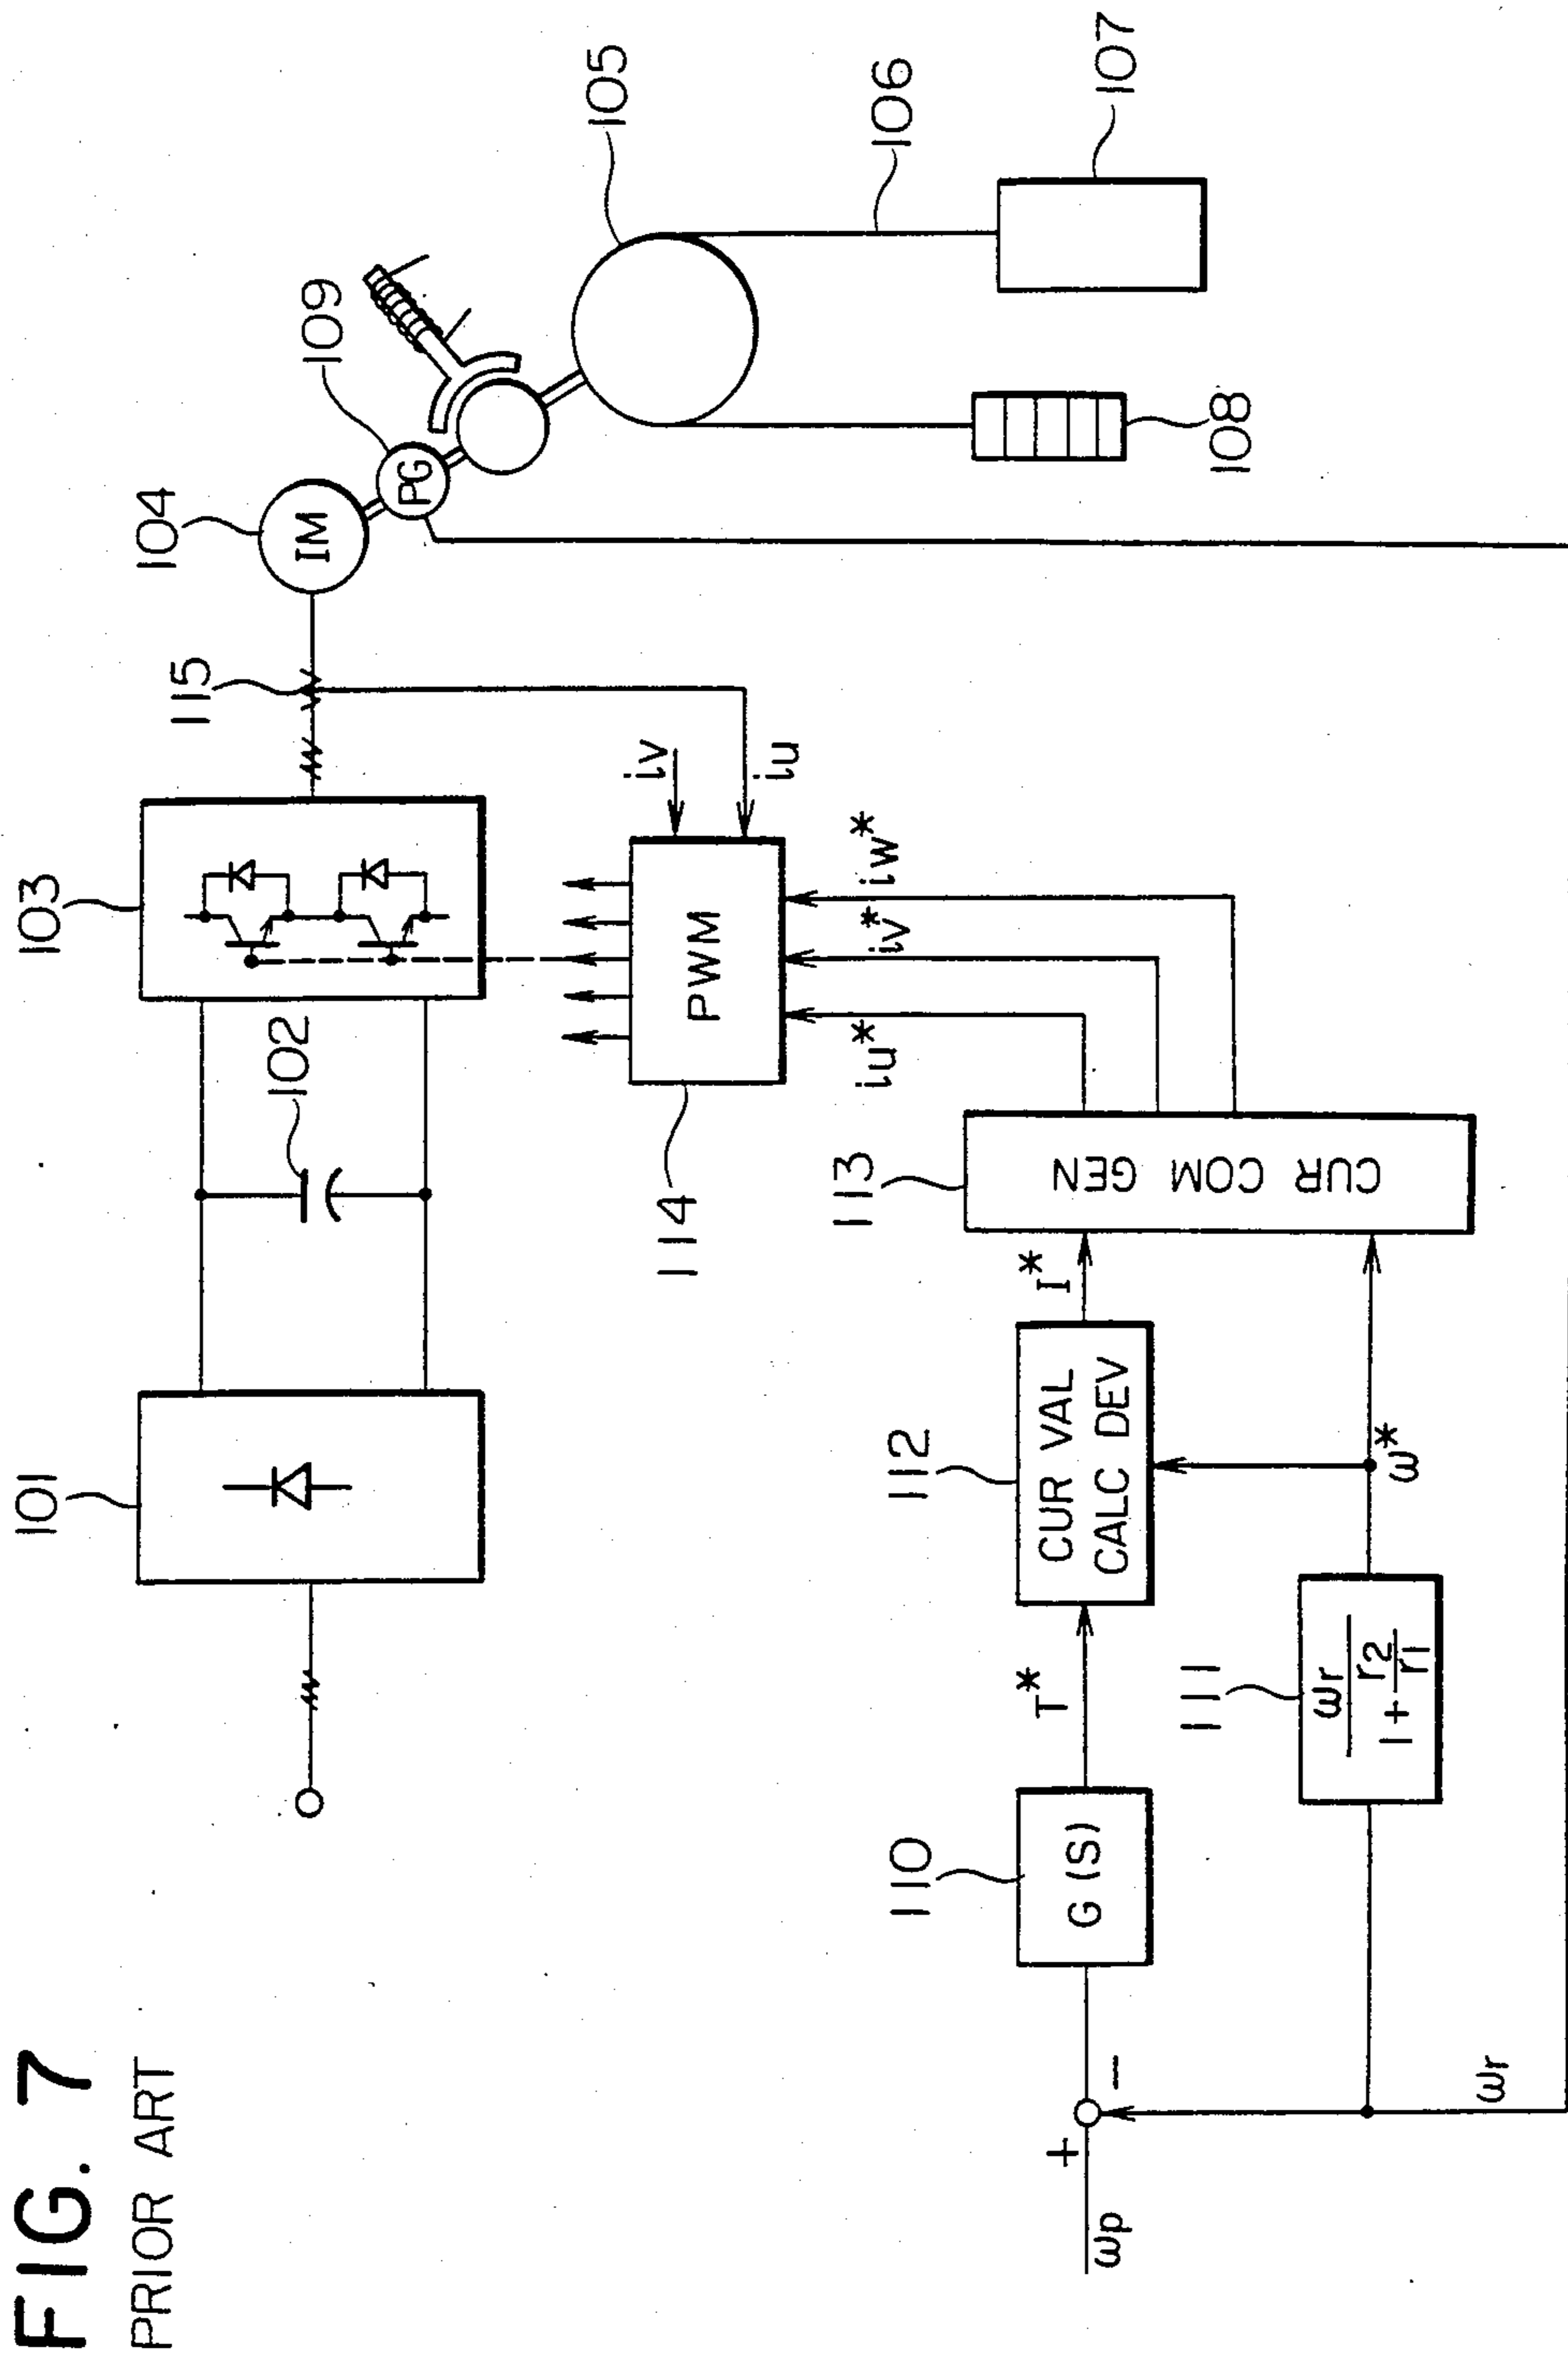 FIG. 7
PRIOR ART
101
102
103
104
109
105
106
107
108
115
IM
PG
iv
iu
PWM
114
iu*
iv*
iw*
113
CUR COM GEN
110
G (S)
T*
112
CUR VAL
CALC DEV
I*
ωp
+
−
111
ωr
1 + r2
r1
ω*
ωr